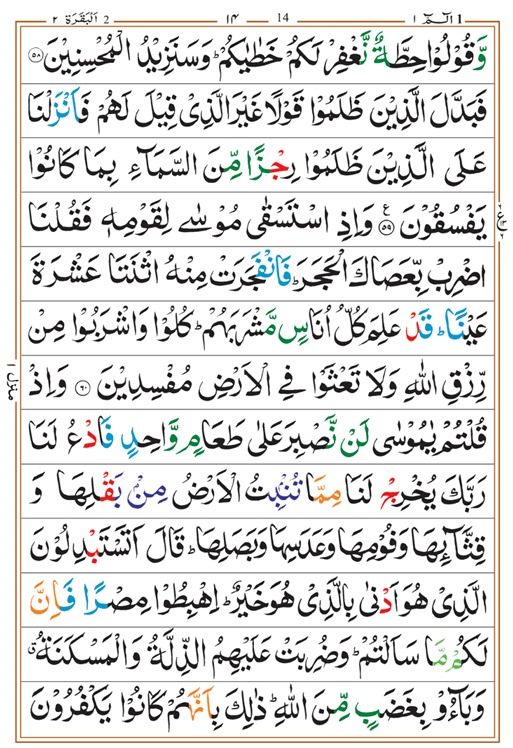 الٓمّٓ ١ 1 14 ١٤ اَلْبَقَرَة ٢ 2
وَّقُوْلُوْا حِطَّةٌ نَّغْفِرْ لَكُمْ خَطٰيٰكُمْ ؕ وَسَنَزِيْدُ الْمُحْسِنِيْنَ ﴿۵۸﴾
فَبَدَّلَ الَّذِيْنَ ظَلَمُوْا قَوْلًا غَيْرَ الَّذِيْ قِيْلَ لَهُمْ فَاَنْزَلْنَا
عَلَى الَّذِيْنَ ظَلَمُوْا رِجْزًا مِّنَ السَّمَآءِ بِمَا كَانُوْا
يَفْسُقُوْنَ ﴿۵۹﴾ وَاِذِ اسْتَسْقٰى مُوْسٰى لِقَوْمِهٖ فَقُلْنَا
اضْرِبْ بِّعَصَاكَ الْحَجَرَ ؕ فَانْفَجَرَتْ مِنْهُ اثْنَتَا عَشْرَةَ
عَيْنًا ؕ قَدْ عَلِمَ كُلُّ اُنَاسٍ مَّشْرَبَهُمْ ؕ كُلُوْا وَاشْرَبُوْا مِنْ
رِّزْقِ اللّٰهِ وَلَا تَعْثَوْا فِى الْاَرْضِ مُفْسِدِيْنَ ﴿۶۰﴾ وَاِذْ
قُلْتُمْ يٰمُوْسٰى لَنْ نَّصْبِرَ عَلٰى طَعَامٍ وَّاحِدٍ فَادْعُ لَنَا
رَبَّكَ يُخْرِجْ لَنَا مِمَّا تُنْۢبِتُ الْاَرْضُ مِنْۢ بَقْلِهَا وَ
قِثَّآئِهَا وَفُوْمِهَا وَعَدَسِهَا وَبَصَلِهَا ؕ قَالَ اَتَسْتَبْدِلُوْنَ
الَّذِيْ هُوَ اَدْنٰى بِالَّذِيْ هُوَ خَيْرٌ ؕ اِهْبِطُوْا مِصْرًا فَاِنَّ
لَكُمْ مَّا سَاَلْتُمْ ؕ وَضُرِبَتْ عَلَيْهِمُ الذِّلَّةُ وَالْمَسْكَنَةُ ٭
وَبَآءُوْ بِغَضَبٍ مِّنَ اللّٰهِ ؕ ذٰلِكَ بِاَنَّهُمْ كَانُوْا يَكْفُرُوْنَ
منزل ١